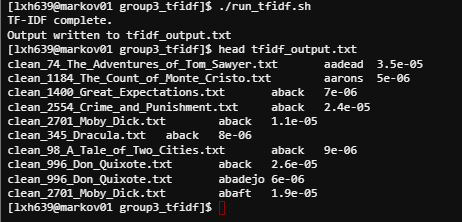 [lxh639@markov01 group3_tfidf]$ ./run_tfidf.sh
TF-IDF complete.
Output written to tfidf_output.txt
[lxh639@markov01 group3_tfidf]$ head tfidf_output.txt
clean_74_The_Adventures_of_Tom_Sawyer.txt	aadead	3.5e-05
clean_1184_The_Count_of_Monte_Cristo.txt	aarons	5e-06
clean_1400_Great_Expectations.txt	aback	7e-06
clean_2554_Crime_and_Punishment.txt	aback	2.4e-05
clean_2701_Moby_Dick.txt	aback	1.1e-05
clean_345_Dracula.txt	aback	8e-06
clean_98_A_Tale_of_Two_Cities.txt	aback	9e-06
clean_996_Don_Quixote.txt	aback	2.6e-05
clean_996_Don_Quixote.txt	abadejo	6e-06
clean_2701_Moby_Dick.txt	abaft	1.9e-05
[lxh639@markov01 group3_tfidf]$